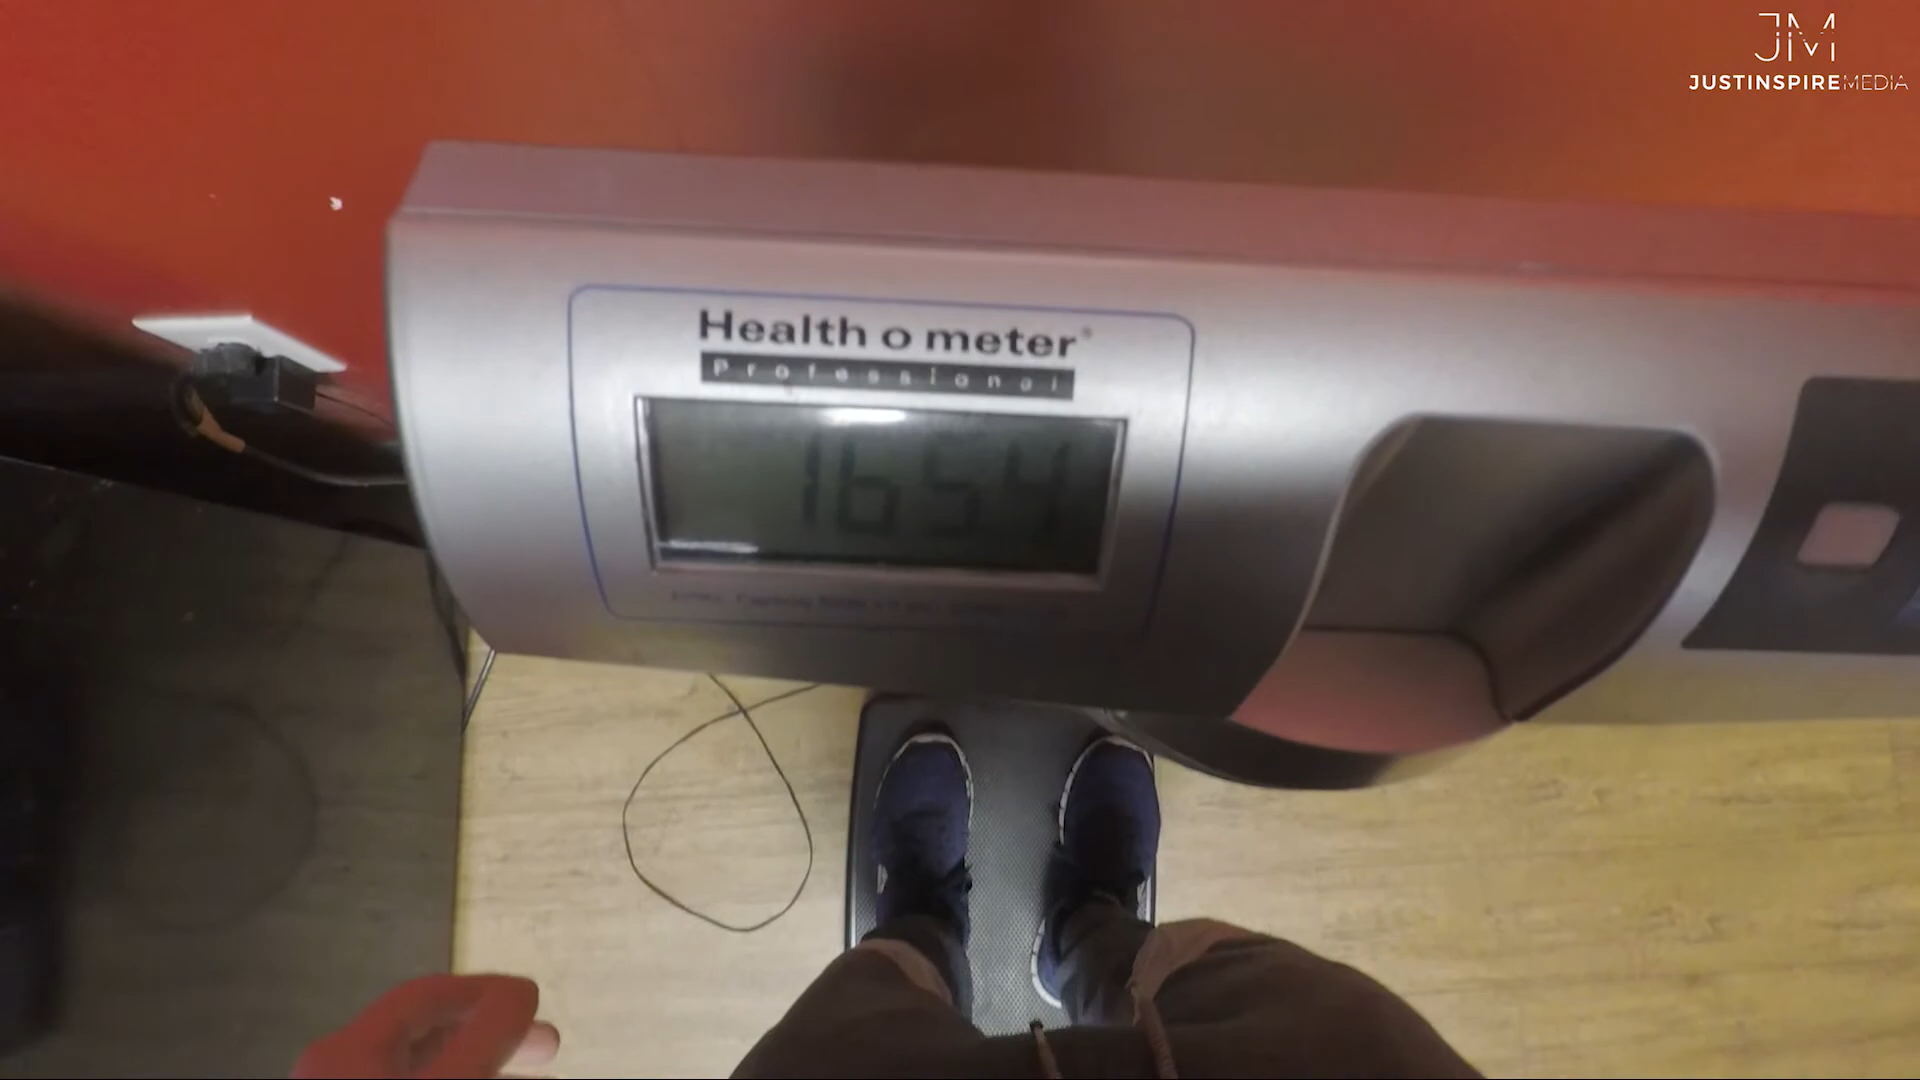 JM
JUSTINSPIREMEDIA
Health o meter®
Professional
165.4